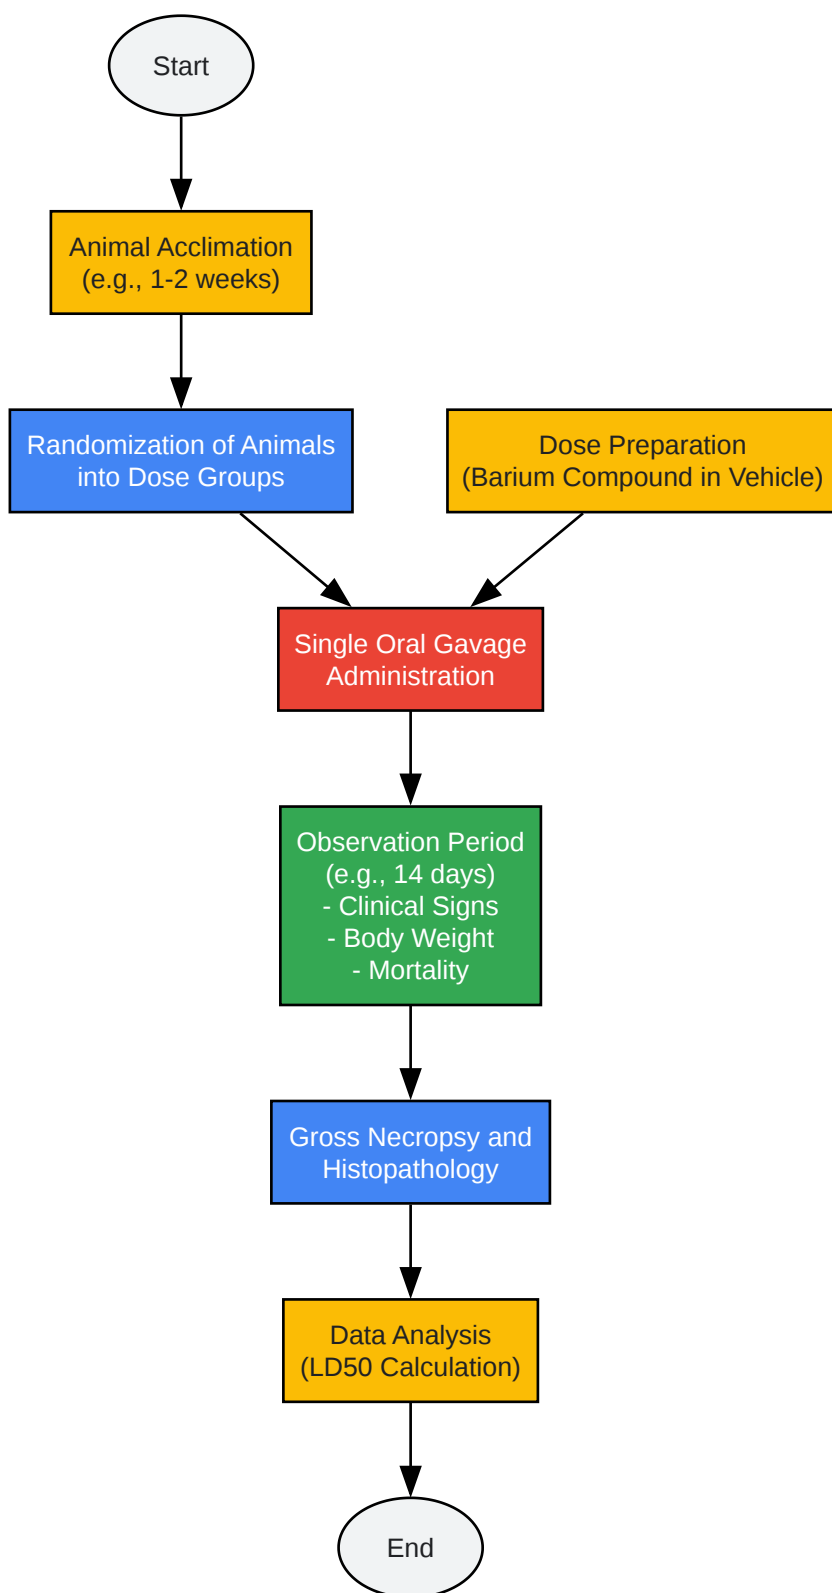 Start
Animal Acclimation
(e.g., 1-2 weeks)
Randomization of Animals
into Dose Groups
Dose Preparation
(Barium Compound in Vehicle)
Single Oral Gavage
Administration
Observation Period
(e.g., 14 days)
- Clinical Signs
- Body Weight
- Mortality
Gross Necropsy and
Histopathology
Data Analysis
(LD50 Calculation)
End